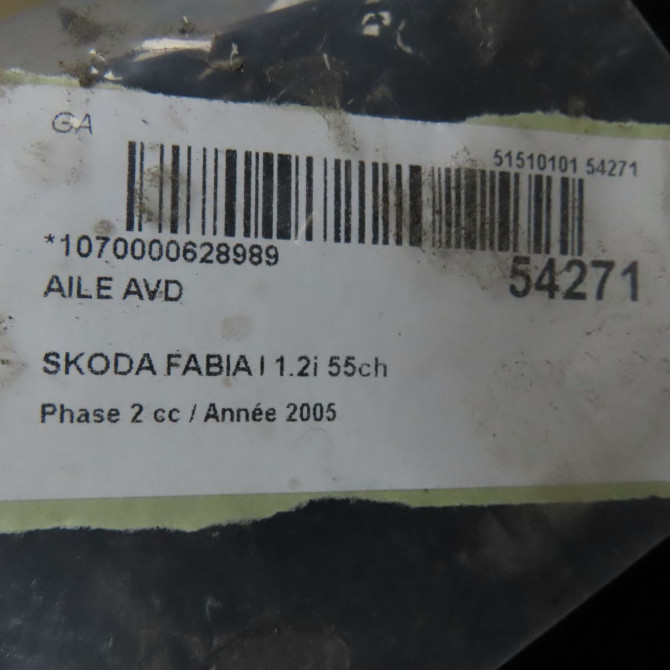 GA
51510101 54271
*1070000628989
54271
AILE AVD
SKODA FABIA I 1.2i 55ch
Phase 2 cc / Année 2005